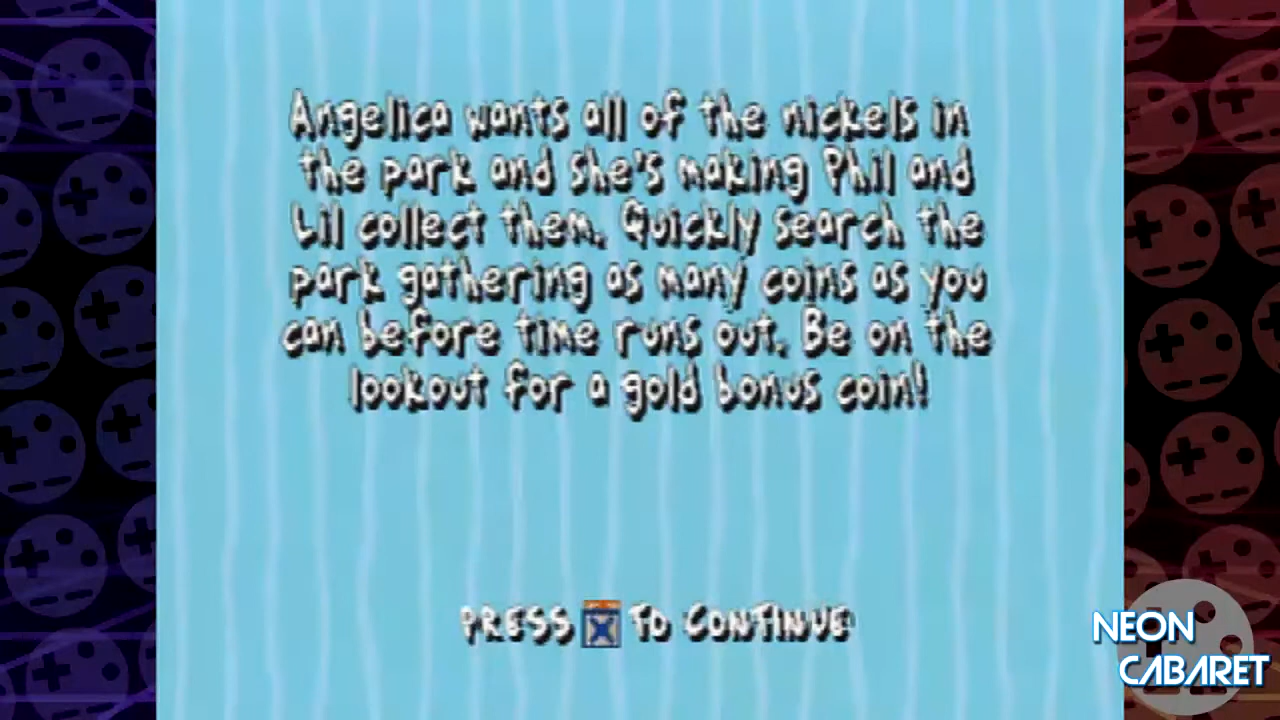 Angelica wants all of the nickels in
the park and she's making Phil and
Lil collect them. Quickly search the
park gathering as many coins as you
can before time runs out. Be on the
lookout for a gold bonus coin!
PRESS X TO CONTINUE
NEON
CABARET